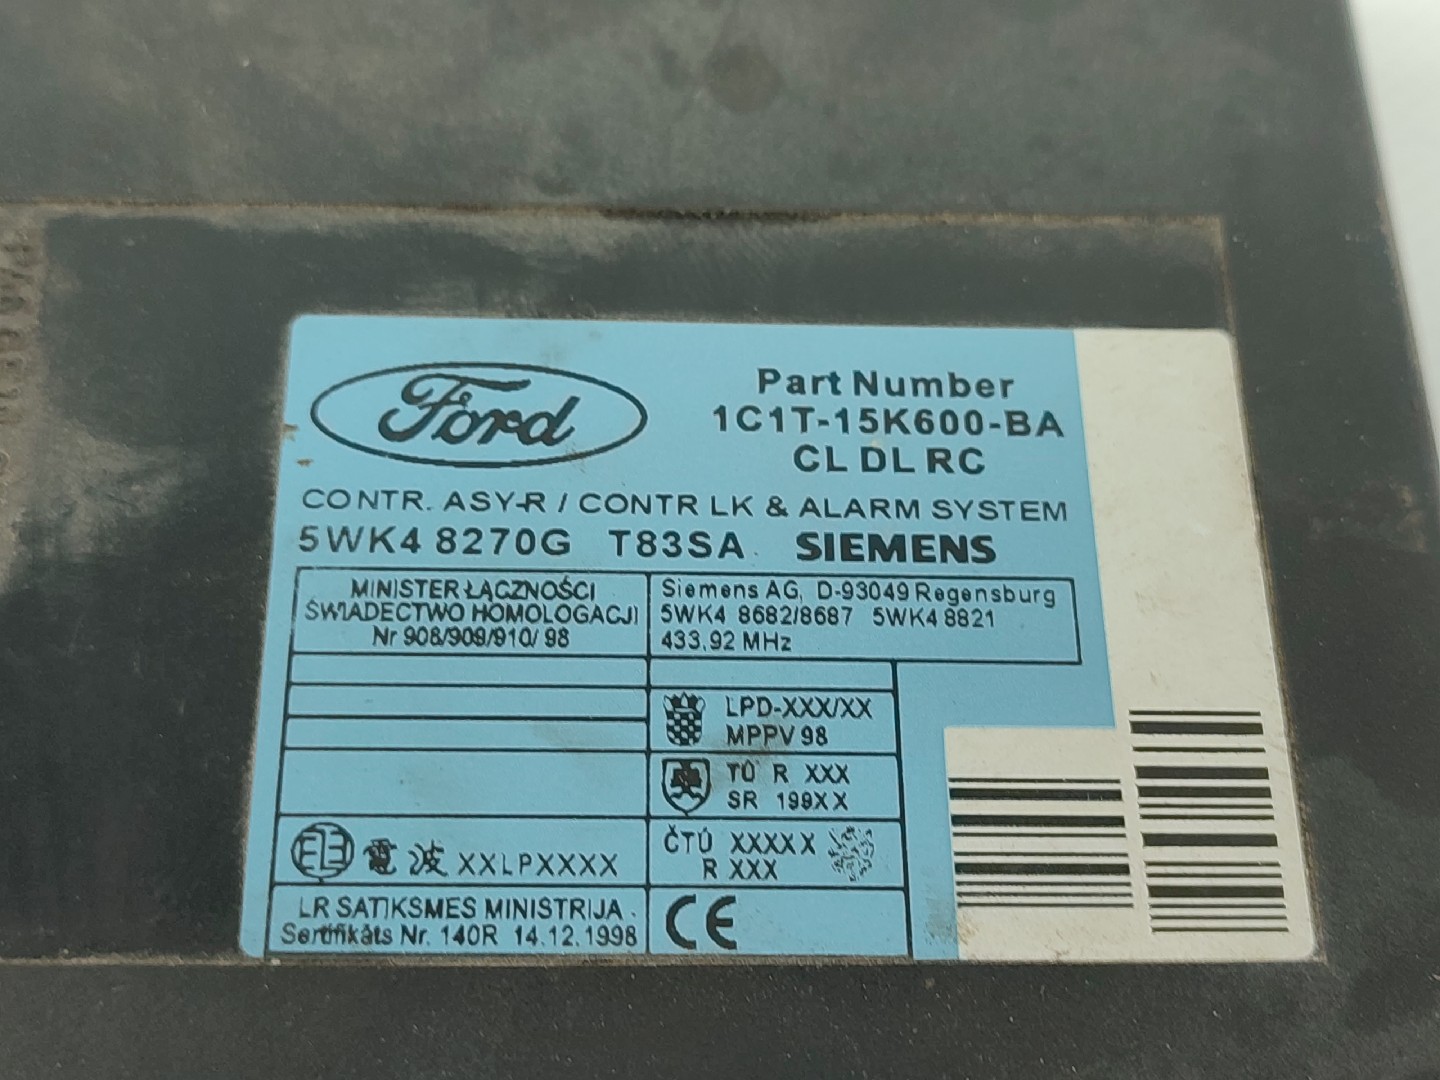 Ford
Part Number
1C1T-15K600-BA
CL DL RC
CONTR. ASY-R / CONTR LK & ALARM SYSTEM
5WK4 8270G T83SA SIEMENS
MINISTER ŁĄCZNOŚCI
ŚWIADECTWO HOMOLOGACJI
Nr 908/909/910/ 98
Siemens AG, D-93049 Regensburg
5WK4 8682/8687 5WK4 8821
433,92 MHz
LPD-XXX/XX
MPPV 98
TÚ R XXX
SR 199XX
電波 XXLPXXXX
ČTÚ XXXXX
R XXX
LR SATIKSMES MINISTRIJA
Sertifikāts Nr. 140R 14.12.1998
CE